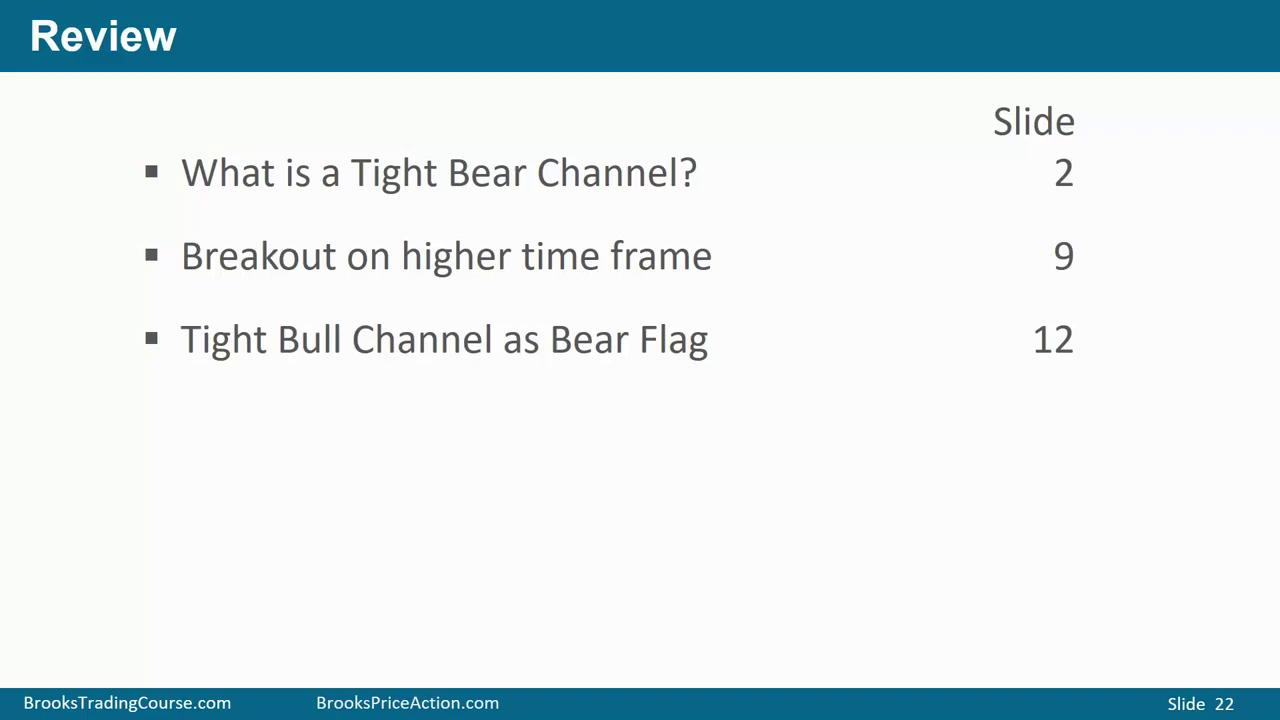 Review
Slide
▪ What is a Tight Bear Channel? 2
▪ Breakout on higher time frame 9
▪ Tight Bull Channel as Bear Flag 12
BrooksTradingCourse.com BrooksPriceAction.com Slide 22